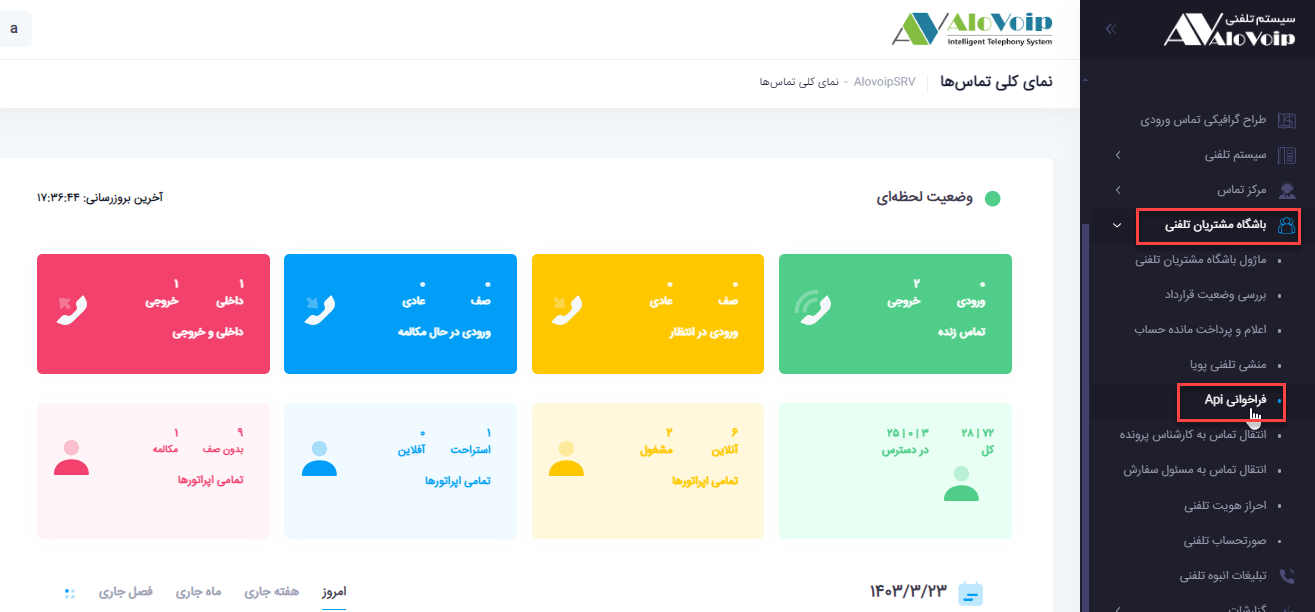 سیستم تلفنی
AloVoip
AloVoip
Intelligent Telephony System
a
نمای کلی تماس‌ها
AlovoipSRV - نمای کلی تماس‌ها
طراح گرافیکی تماس ورودی
سیستم تلفنی
مرکز تماس
باشگاه مشتریان تلفنی
ماژول باشگاه مشتریان تلفنی
بررسی وضعیت قرارداد
اعلام و پرداخت مانده حساب
منشی تلفنی پویا
فراخوانی Api
انتقال تماس به کارشناس پرونده
انتقال تماس به مسئول سفارش
احراز هویت تلفنی
صورتحساب تلفنی
تبلیغات انبوه تلفنی
گزارشات
وضعیت لحظه‌ای
آخرین بروزرسانی: ۱۷:۳۶:۴۴
۰ ۲
ورودی خروجی
تماس زنده
۰ ۰
صف عادی
ورودی در انتظار
۰ ۰
صف عادی
ورودی در حال مکالمه
۱ ۱
داخلی خروجی
داخلی و خروجی
۷۲ | ۲۸ ۳ | ۰ | ۲۵
کل در دسترس
۶ ۲
آنلاین مشغول
تمامی اپراتورها
۱ ۰
استراحت آفلاین
تمامی اپراتورها
۹ ۱
بدون صف مکالمه
تمامی اپراتورها
۱۴۰۳/۳/۲۳
امروز هفته جاری ماه جاری فصل جاری